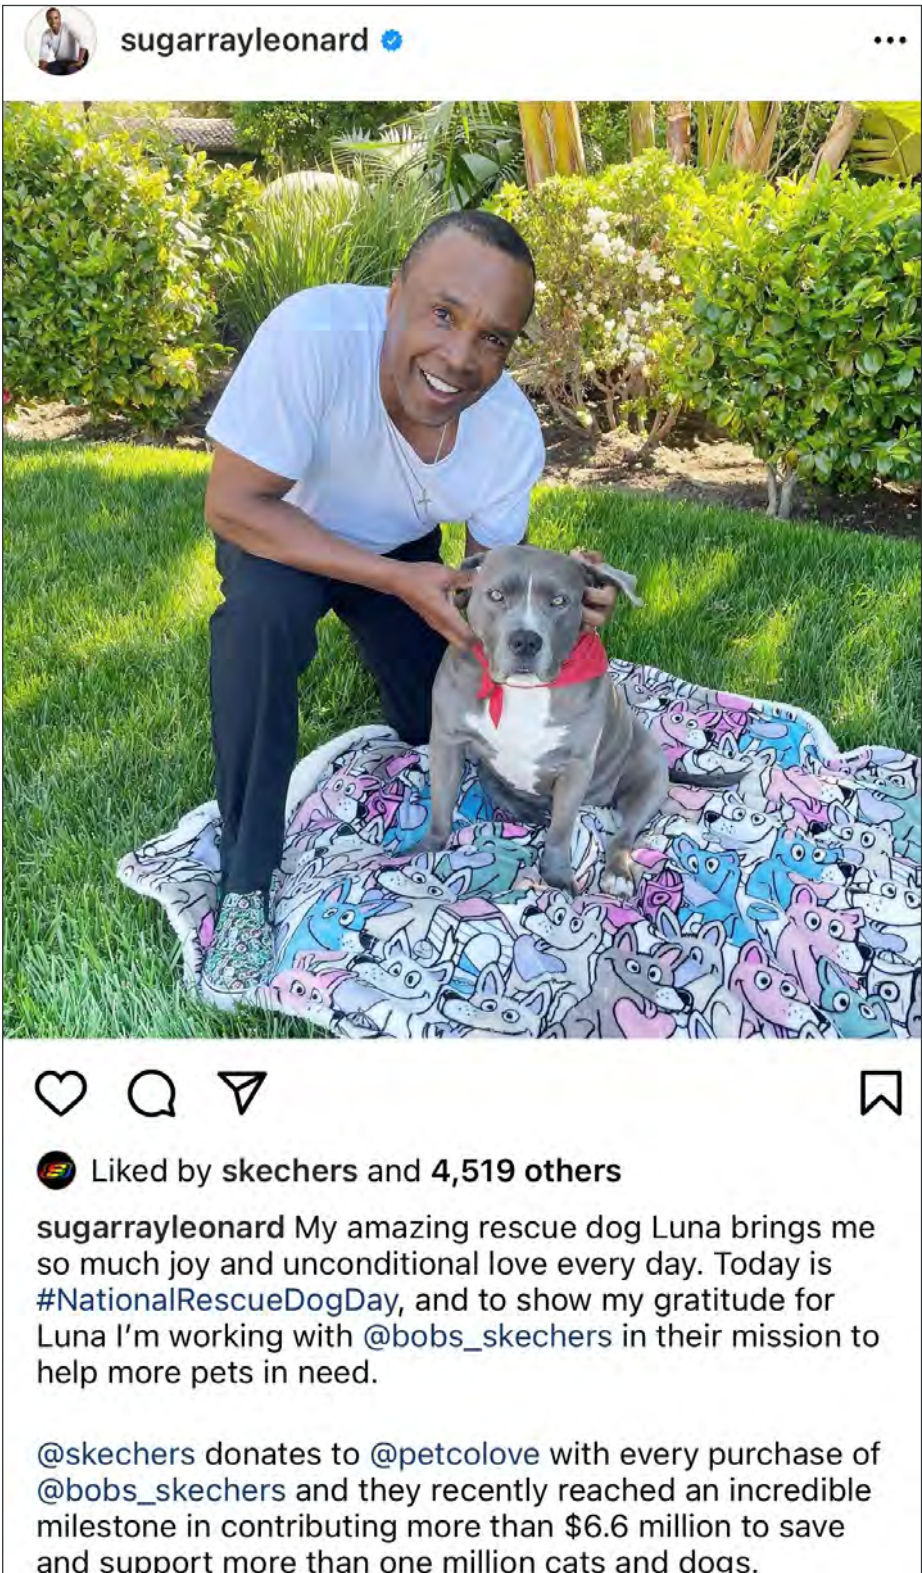 sugarrayleonard
Liked by skechers and 4,519 others
sugarrayleonard My amazing rescue dog Luna brings me
so much joy and unconditional love every day. Today is
#NationalRescueDogDay, and to show my gratitude for
Luna I'm working with @bobs_skechers in their mission to
help more pets in need.
@skechers donates to @petcolove with every purchase of
@bobs_skechers and they recently reached an incredible
milestone in contributing more than $6.6 million to save
and support more than one million cats and dogs.